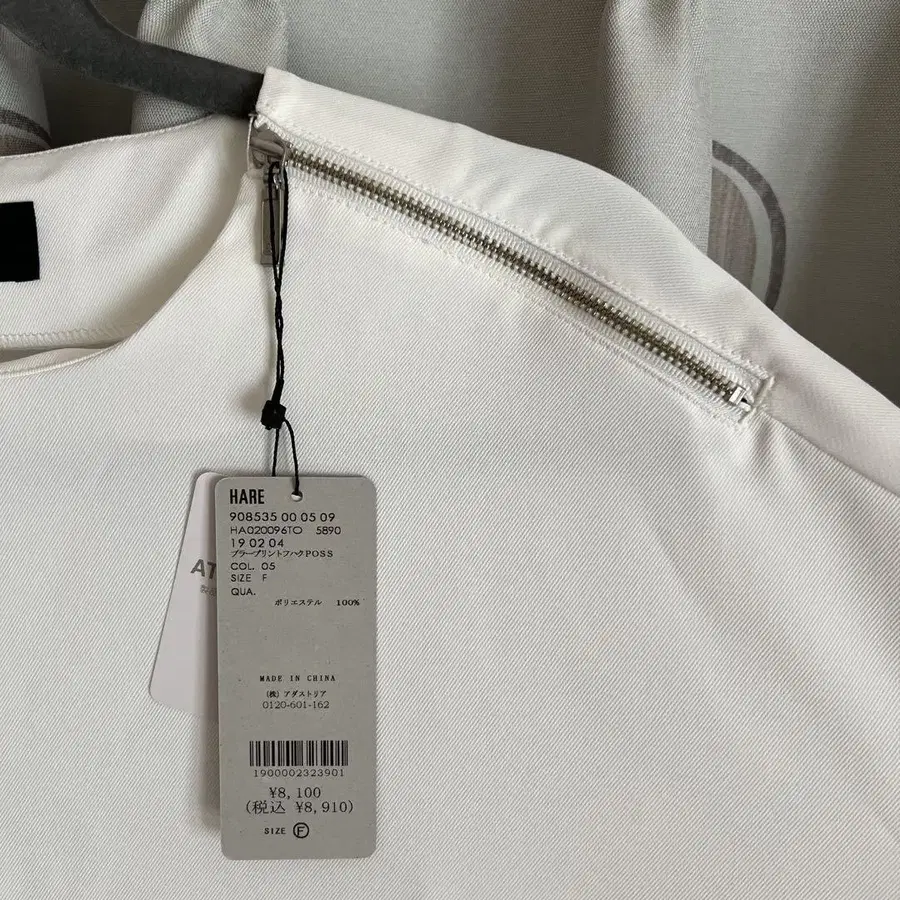 HARE
908535 00 05 09
HA020096TO 5890
19 02 04
ブラープリントフハクPOSS
COL. 05
SIZE F
QUA.
ポリエステル 100%
MADE IN CHINA
(株) アダストリア
0120-601-162
1900002323901
¥8,100
(税込 ¥8,910)
SIZE F
AT